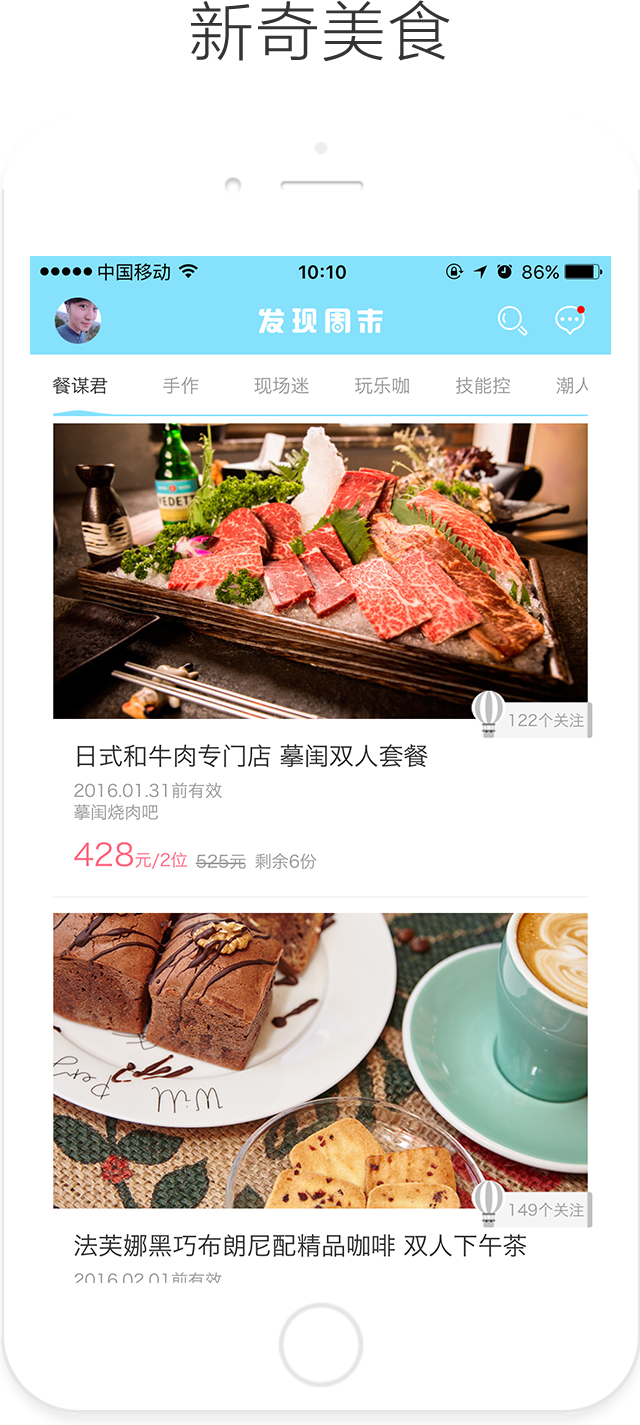 新奇美食
中国移动 10:10 86%
发现周末
餐谋君 手作 现场迷 玩乐咖 技能控 潮人
VEDETT
122个关注
日式和牛肉专门店 摹闺双人套餐
2016.01.31前有效
摹闺烧肉吧
428元/2位 525元 剩余6份
Will
149个关注
法芙娜黑巧布朗尼配精品咖啡 双人下午茶
2016.02.01前有效